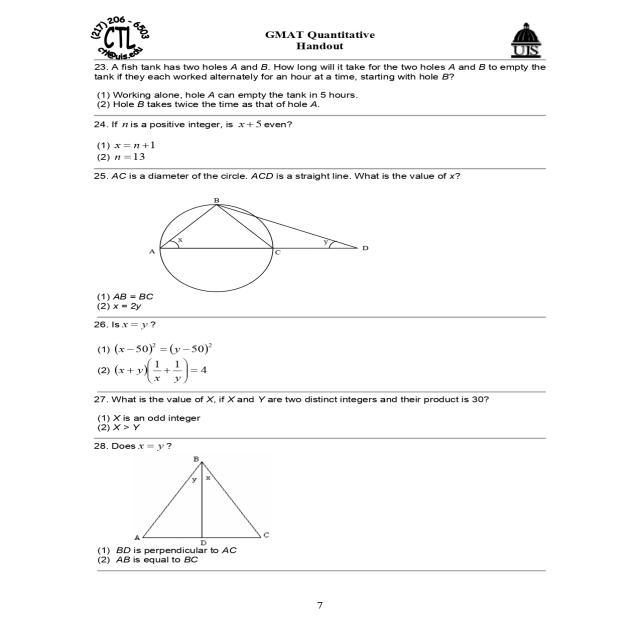 (217) 206 - 6503
CTL
ctl@uis.edu
GMAT Quantitative
Handout
UIS
23. A fish tank has two holes A and B. How long will it take for the two holes A and B to empty the
tank if they each worked alternately for an hour at a time, starting with hole B?
(1) Working alone, hole A can empty the tank in 5 hours.
(2) Hole B takes twice the time as that of hole A.
24. If n is a positive integer, is x + 5 even?
(1) x = n + 1
(2) n = 13
25. AC is a diameter of the circle. ACD is a straight line. What is the value of x?
B
x
y
A
C
D
(1) AB = BC
(2) x = 2y
26. Is x = y ?
(1) (x − 50)² = (y − 50)²
(2) (x + y)(1/x + 1/y) = 4
27. What is the value of X, if X and Y are two distinct integers and their product is 30?
(1) X is an odd integer
(2) X > Y
28. Does x = y ?
B
y x
A
D
C
(1) BD is perpendicular to AC
(2) AB is equal to BC
7